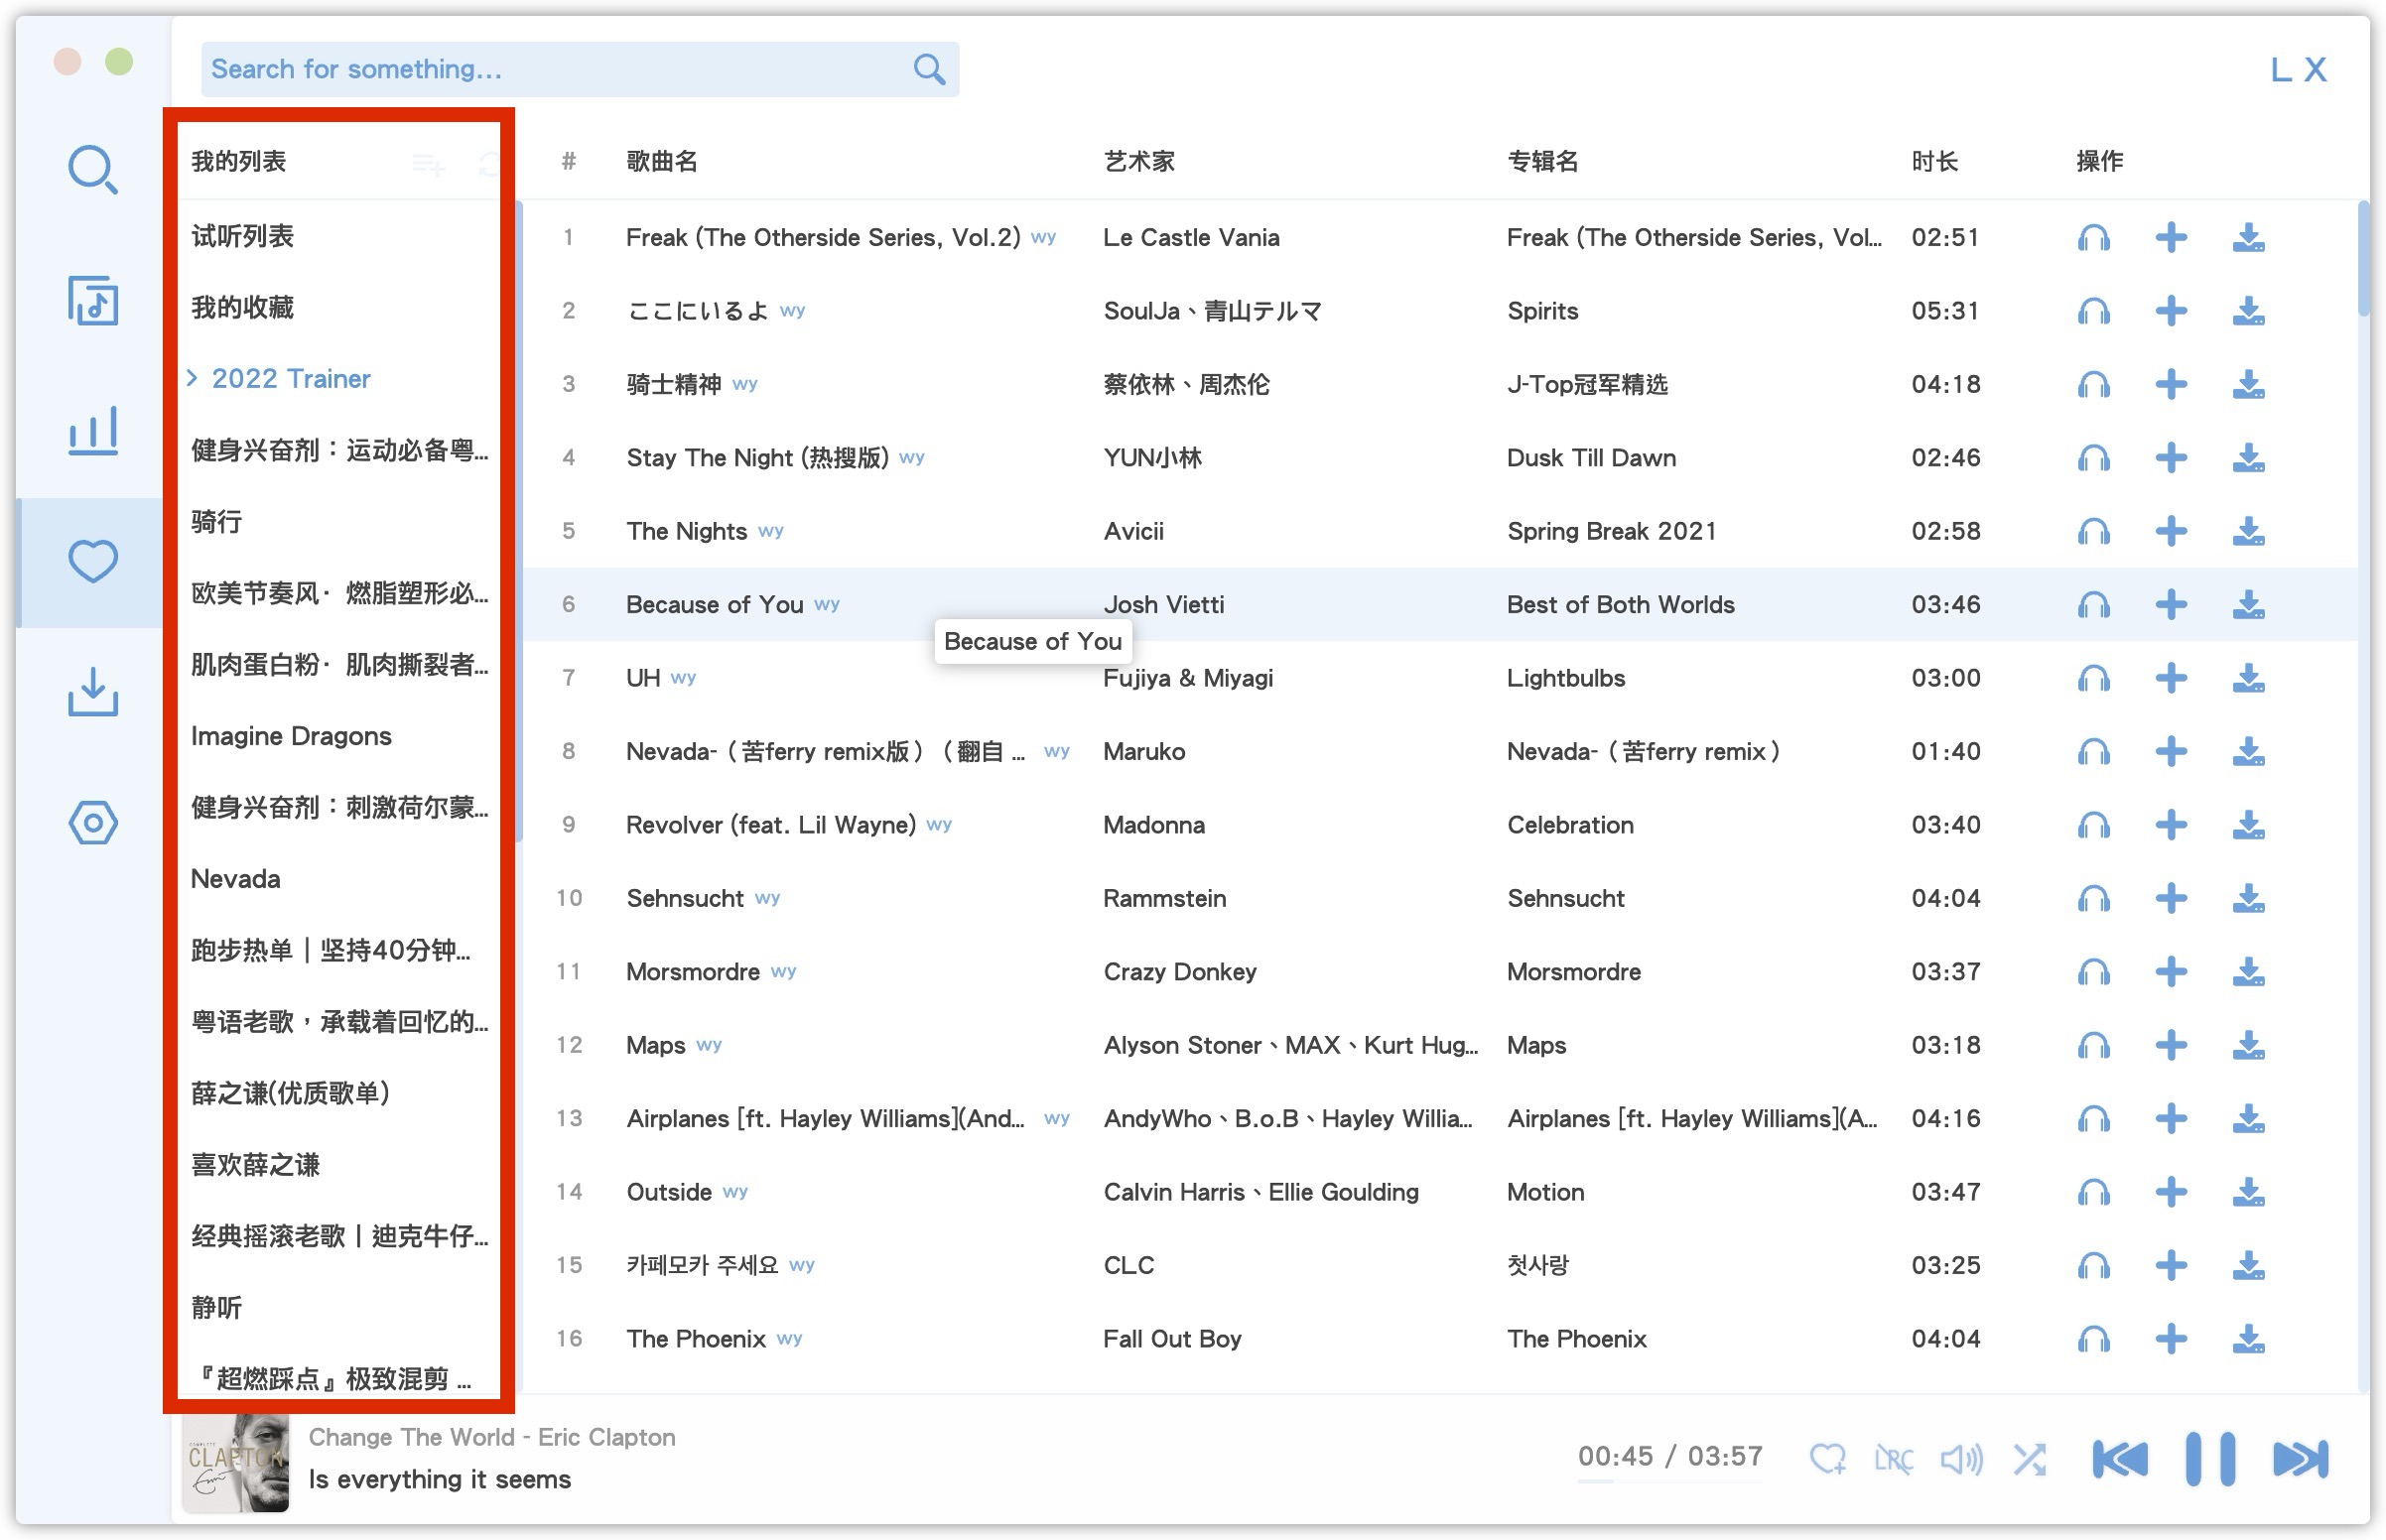 Search for something...
L X
我的列表
试听列表
我的收藏
2022 Trainer
健身兴奋剂：运动必备粤...
骑行
欧美节奏风· 燃脂塑形必...
肌肉蛋白粉· 肌肉撕裂者...
Imagine Dragons
健身兴奋剂：刺激荷尔蒙...
Nevada
跑步热单｜坚持40分钟...
粤语老歌，承载着回忆的...
薛之谦(优质歌单)
喜欢薛之谦
经典摇滚老歌丨迪克牛仔...
静听
『超燃踩点』极致混剪 ...
# 歌曲名 艺术家 专辑名 时长 操作
1 Freak (The Otherside Series, Vol.2) wy Le Castle Vania Freak (The Otherside Series, Vol... 02:51
2 ここにいるよ wy SoulJa、青山テルマ Spirits 05:31
3 骑士精神 wy 蔡依林、周杰伦 J-Top冠军精选 04:18
4 Stay The Night (热搜版) wy YUN小林 Dusk Till Dawn 02:46
5 The Nights wy Avicii Spring Break 2021 02:58
6 Because of You wy Josh Vietti Best of Both Worlds 03:46
Because of You
7 UH wy Fujiya & Miyagi Lightbulbs 03:00
8 Nevada-（苦ferry remix版）（翻自 ... wy Maruko Nevada-（苦ferry remix） 01:40
9 Revolver (feat. Lil Wayne) wy Madonna Celebration 03:40
10 Sehnsucht wy Rammstein Sehnsucht 04:04
11 Morsmordre wy Crazy Donkey Morsmordre 03:37
12 Maps wy Alyson Stoner、MAX、Kurt Hug... Maps 03:18
13 Airplanes [ft. Hayley Williams](And... wy AndyWho、B.o.B、Hayley Willia... Airplanes [ft. Hayley Williams](A... 04:16
14 Outside wy Calvin Harris、Ellie Goulding Motion 03:47
15 카페모카 주세요 wy CLC 첫사랑 03:25
16 The Phoenix wy Fall Out Boy The Phoenix 04:04
CLAPTON
Change The World - Eric Clapton
Is everything it seems
00:45 / 03:57
LRC